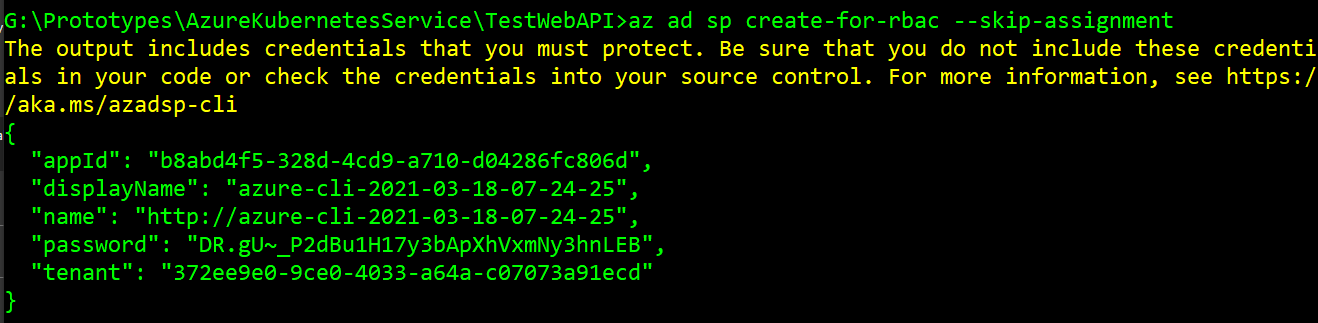 G:\Prototypes\AzureKubernetesService\TestWebAPI>az ad sp create-for-rbac --skip-assignment
The output includes credentials that you must protect. Be sure that you do not include these credenti
als in your code or check the credentials into your source control. For more information, see https:/
/aka.ms/azadsp-cli
{
  "appId": "b8abd4f5-328d-4cd9-a710-d04286fc806d",
  "displayName": "azure-cli-2021-03-18-07-24-25",
  "name": "http://azure-cli-2021-03-18-07-24-25",
  "password": "DR.gU~_P2dBu1H17y3bApXhVxmNy3hnLEB",
  "tenant": "372ee9e0-9ce0-4033-a64a-c07073a91ecd"
}